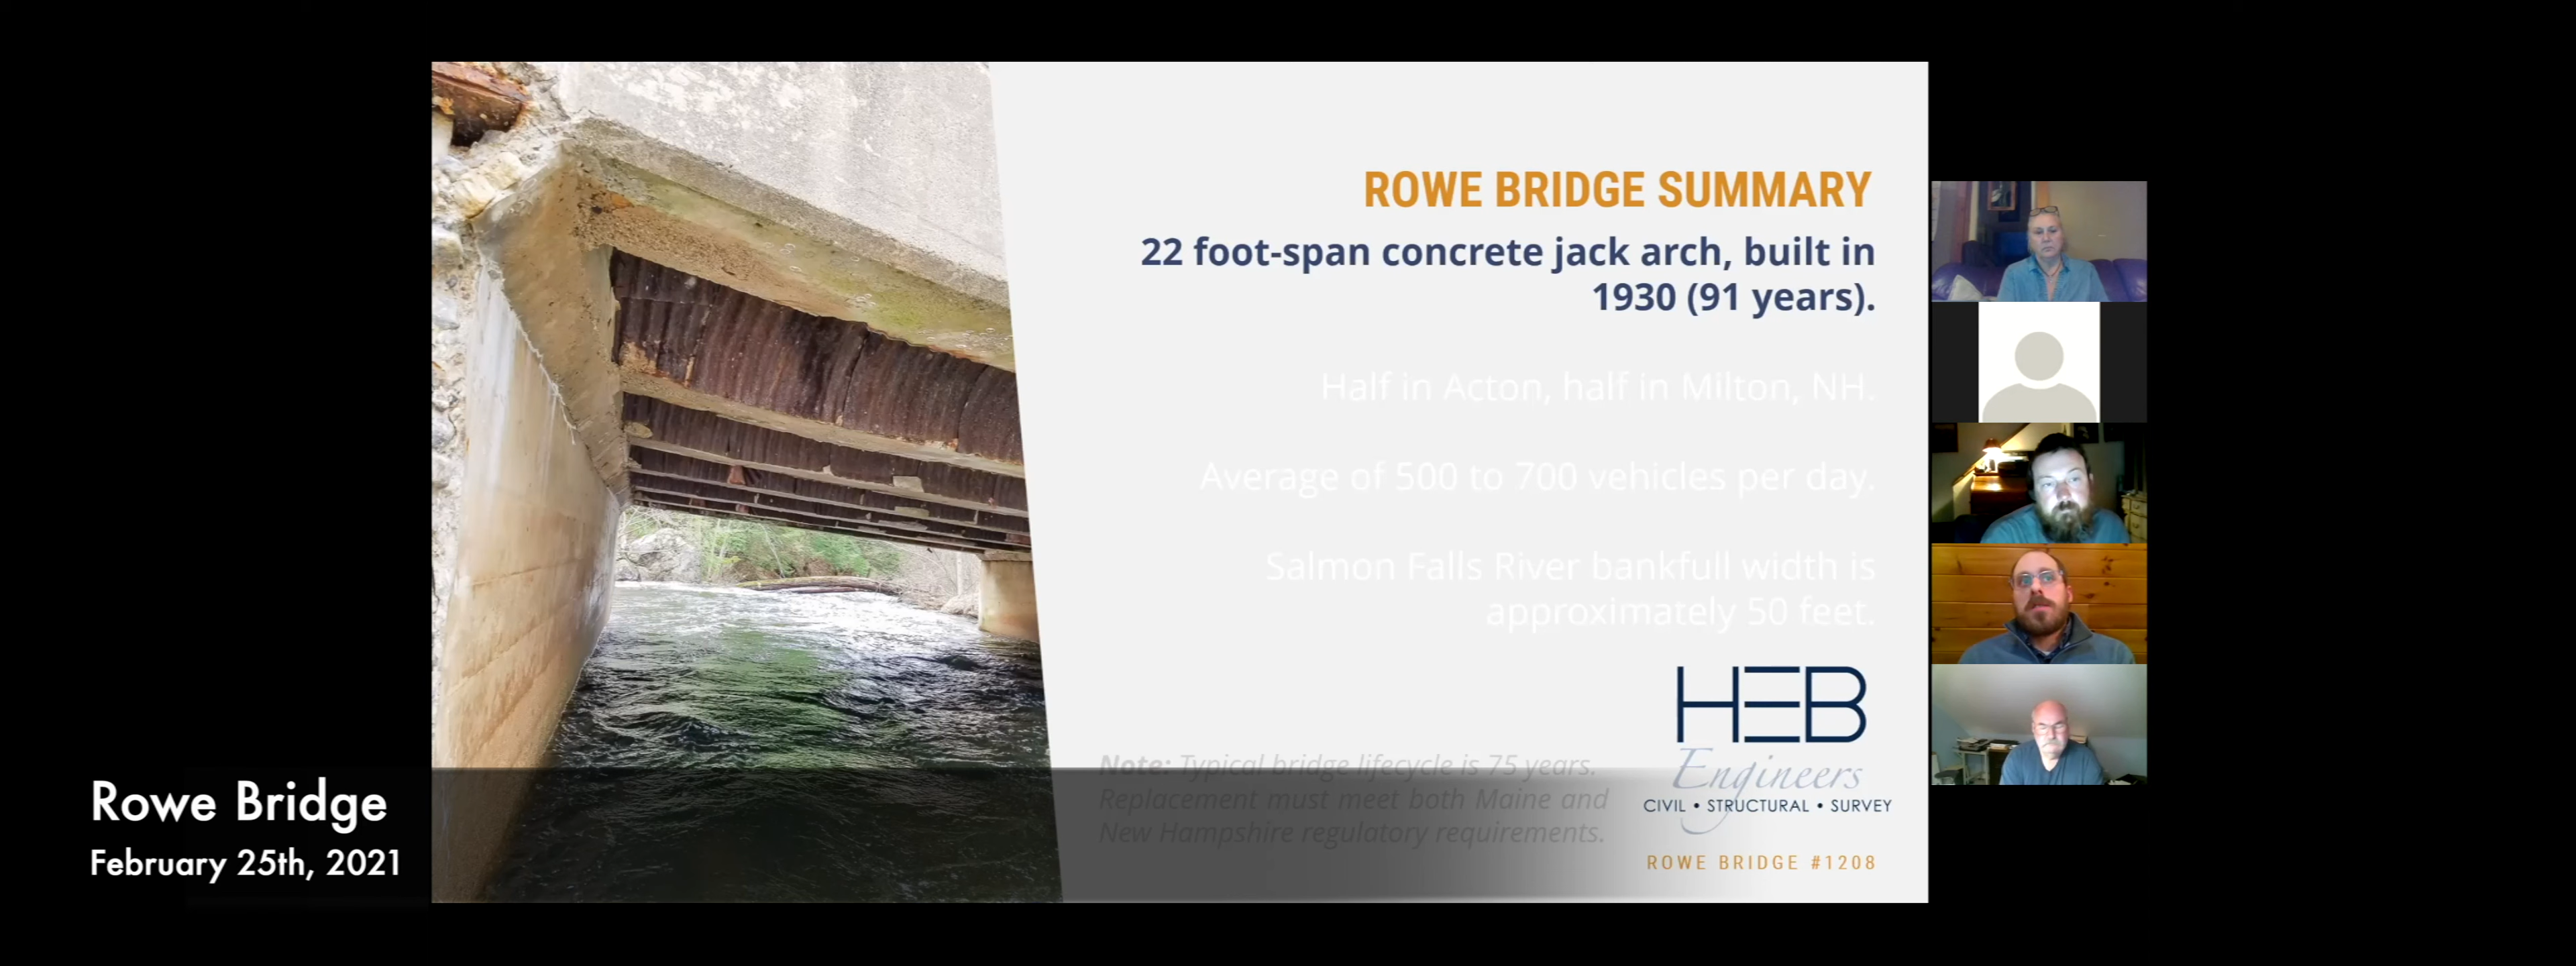 ROWE BRIDGE SUMMARY
22 foot-span concrete jack arch, built in
1930 (91 years).
Half in Acton, half in Milton, NH.
Average of 500 to 700 vehicles per day.
Salmon Falls River bankfull width is
approximately 50 feet.
Note: Typical bridge lifecycle is 75 years.
Replacement must meet both Maine and
New Hampshire regulatory requirements.
HEB
Engineers
CIVIL • STRUCTURAL • SURVEY
ROWE BRIDGE #1208
Rowe Bridge
February 25th, 2021